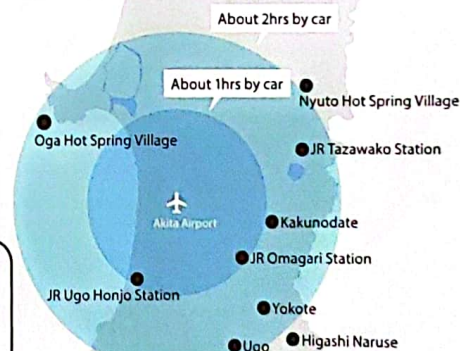 About 2hrs by car
About 1hrs by car
Nyuto Hot Spring Village
Oga Hot Spring Village
JR Tazawako Station
Akita Airport
Kakunodate
JR Omagari Station
JR Ugo Honjo Station
Yokote
Higashi Naruse
Ugo